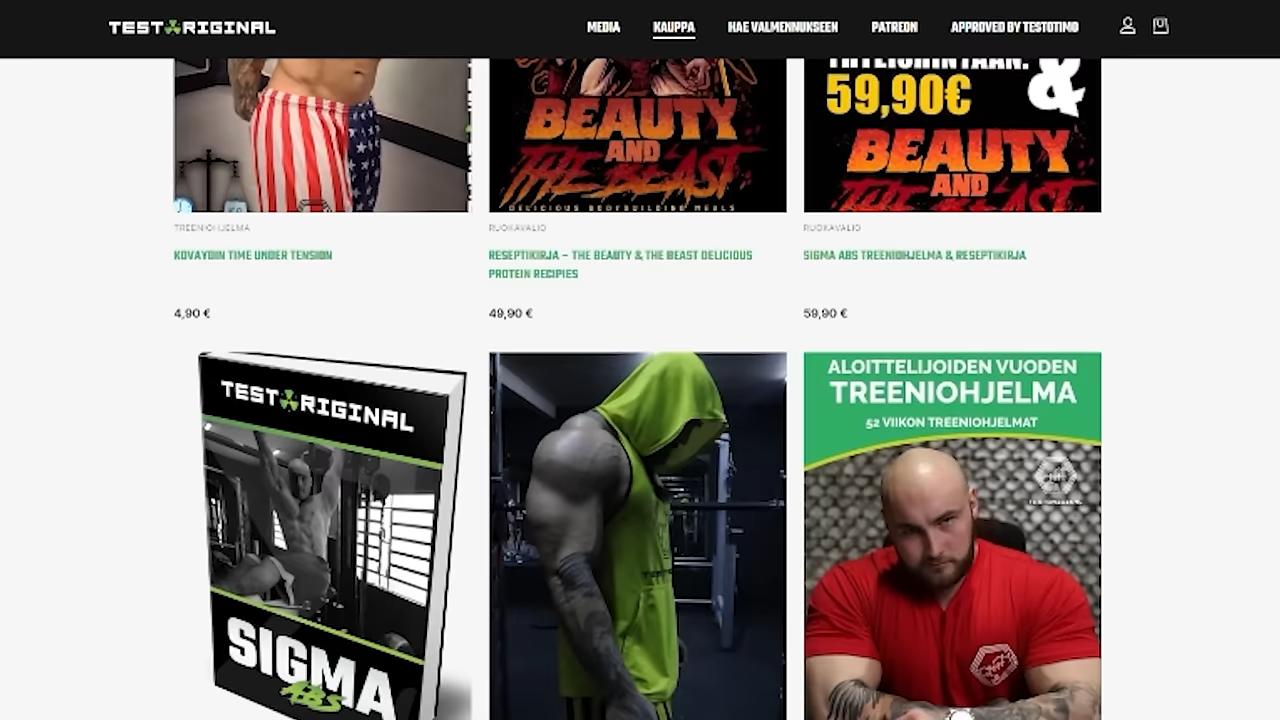 TESTORIGINAL
MEDIA KAUPPA HAE VALMENNUKSEEN PATREON APPROVED BY TESTOTIMO
59,90€ &
BEAUTY
AND
THE BEAST
DELICIOUS BODYBUILDING MEALS
BEAUTY
AND
THE BEAST
TREENIOHJELMA
RUOKAVALIO
RUOKAVALIO
KOVAYDIN TIME UNDER TENSION
RESEPTIKIRJA – THE BEAUTY & THE BEAST DELICIOUS
PROTEIN RECIPIES
SIGMA ABS TREENIOHJELMA & RESEPTIKIRJA
4,90 €
49,90 €
59,90 €
TESTORIGINAL
SIGMA
ABS
ALOITTELIJOIDEN VUODEN
TREENIOHJELMA
52 VIIKON TREENIOHJELMAT